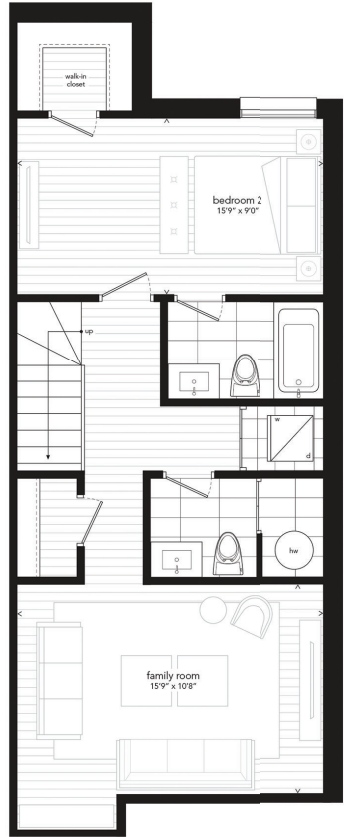 walk-in
closet
bedroom 2
15'9" x 9'0"
up
w
d
hw
family room
15'9" x 10'8"